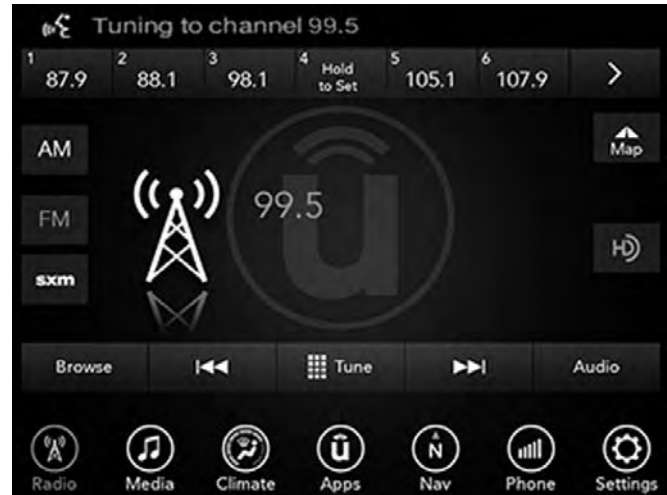 Tuning to channel 99.5
1 87.9 2 88.1 3 98.1 4 Hold to Set 5 105.1 6 107.9
AM
Map
FM
99.5
HD
sxm
Browse Tune Audio
Radio Media Climate Apps Nav Phone Settings
ū
N